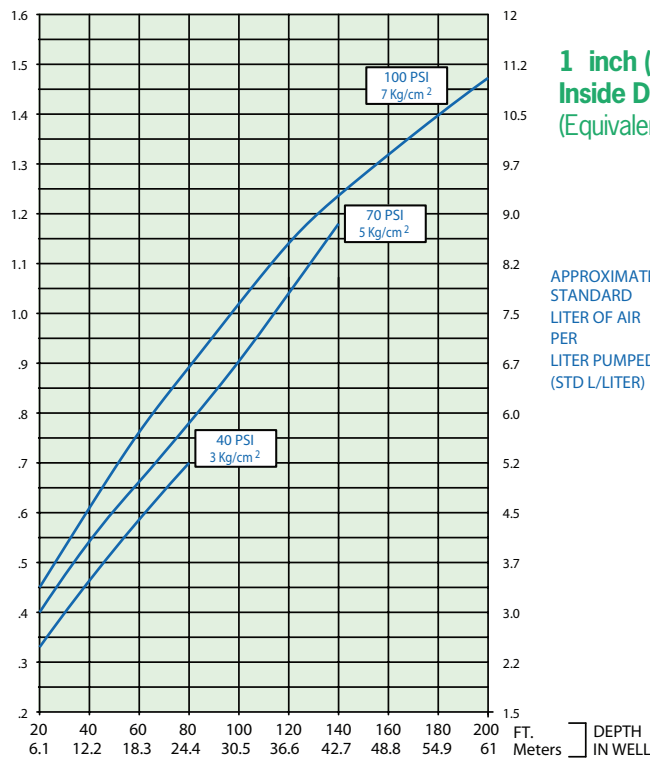 1.6
1.5
1.4
1.3
1.2
1.1
1.0
.9
.8
.7
.6
.5
.4
.3
.2
100 PSI
7 Kg/cm 2
70 PSI
5 Kg/cm 2
40 PSI
3 Kg/cm 2
12
11.2
10.5
9.7
9.0
8.2
7.5
6.7
6.0
5.2
4.5
3.7
3.0
2.2
1.5
1 inch (
Inside D
(Equivale
APPROXIMAT
STANDARD
LITER OF AIR
PER
LITER PUMPED
(STD L/LITER)
20 40 60 80 100 120 140 160 180 200 FT.
6.1 12.2 18.3 24.4 30.5 36.6 42.7 48.8 54.9 61 Meters
DEPTH
IN WELL